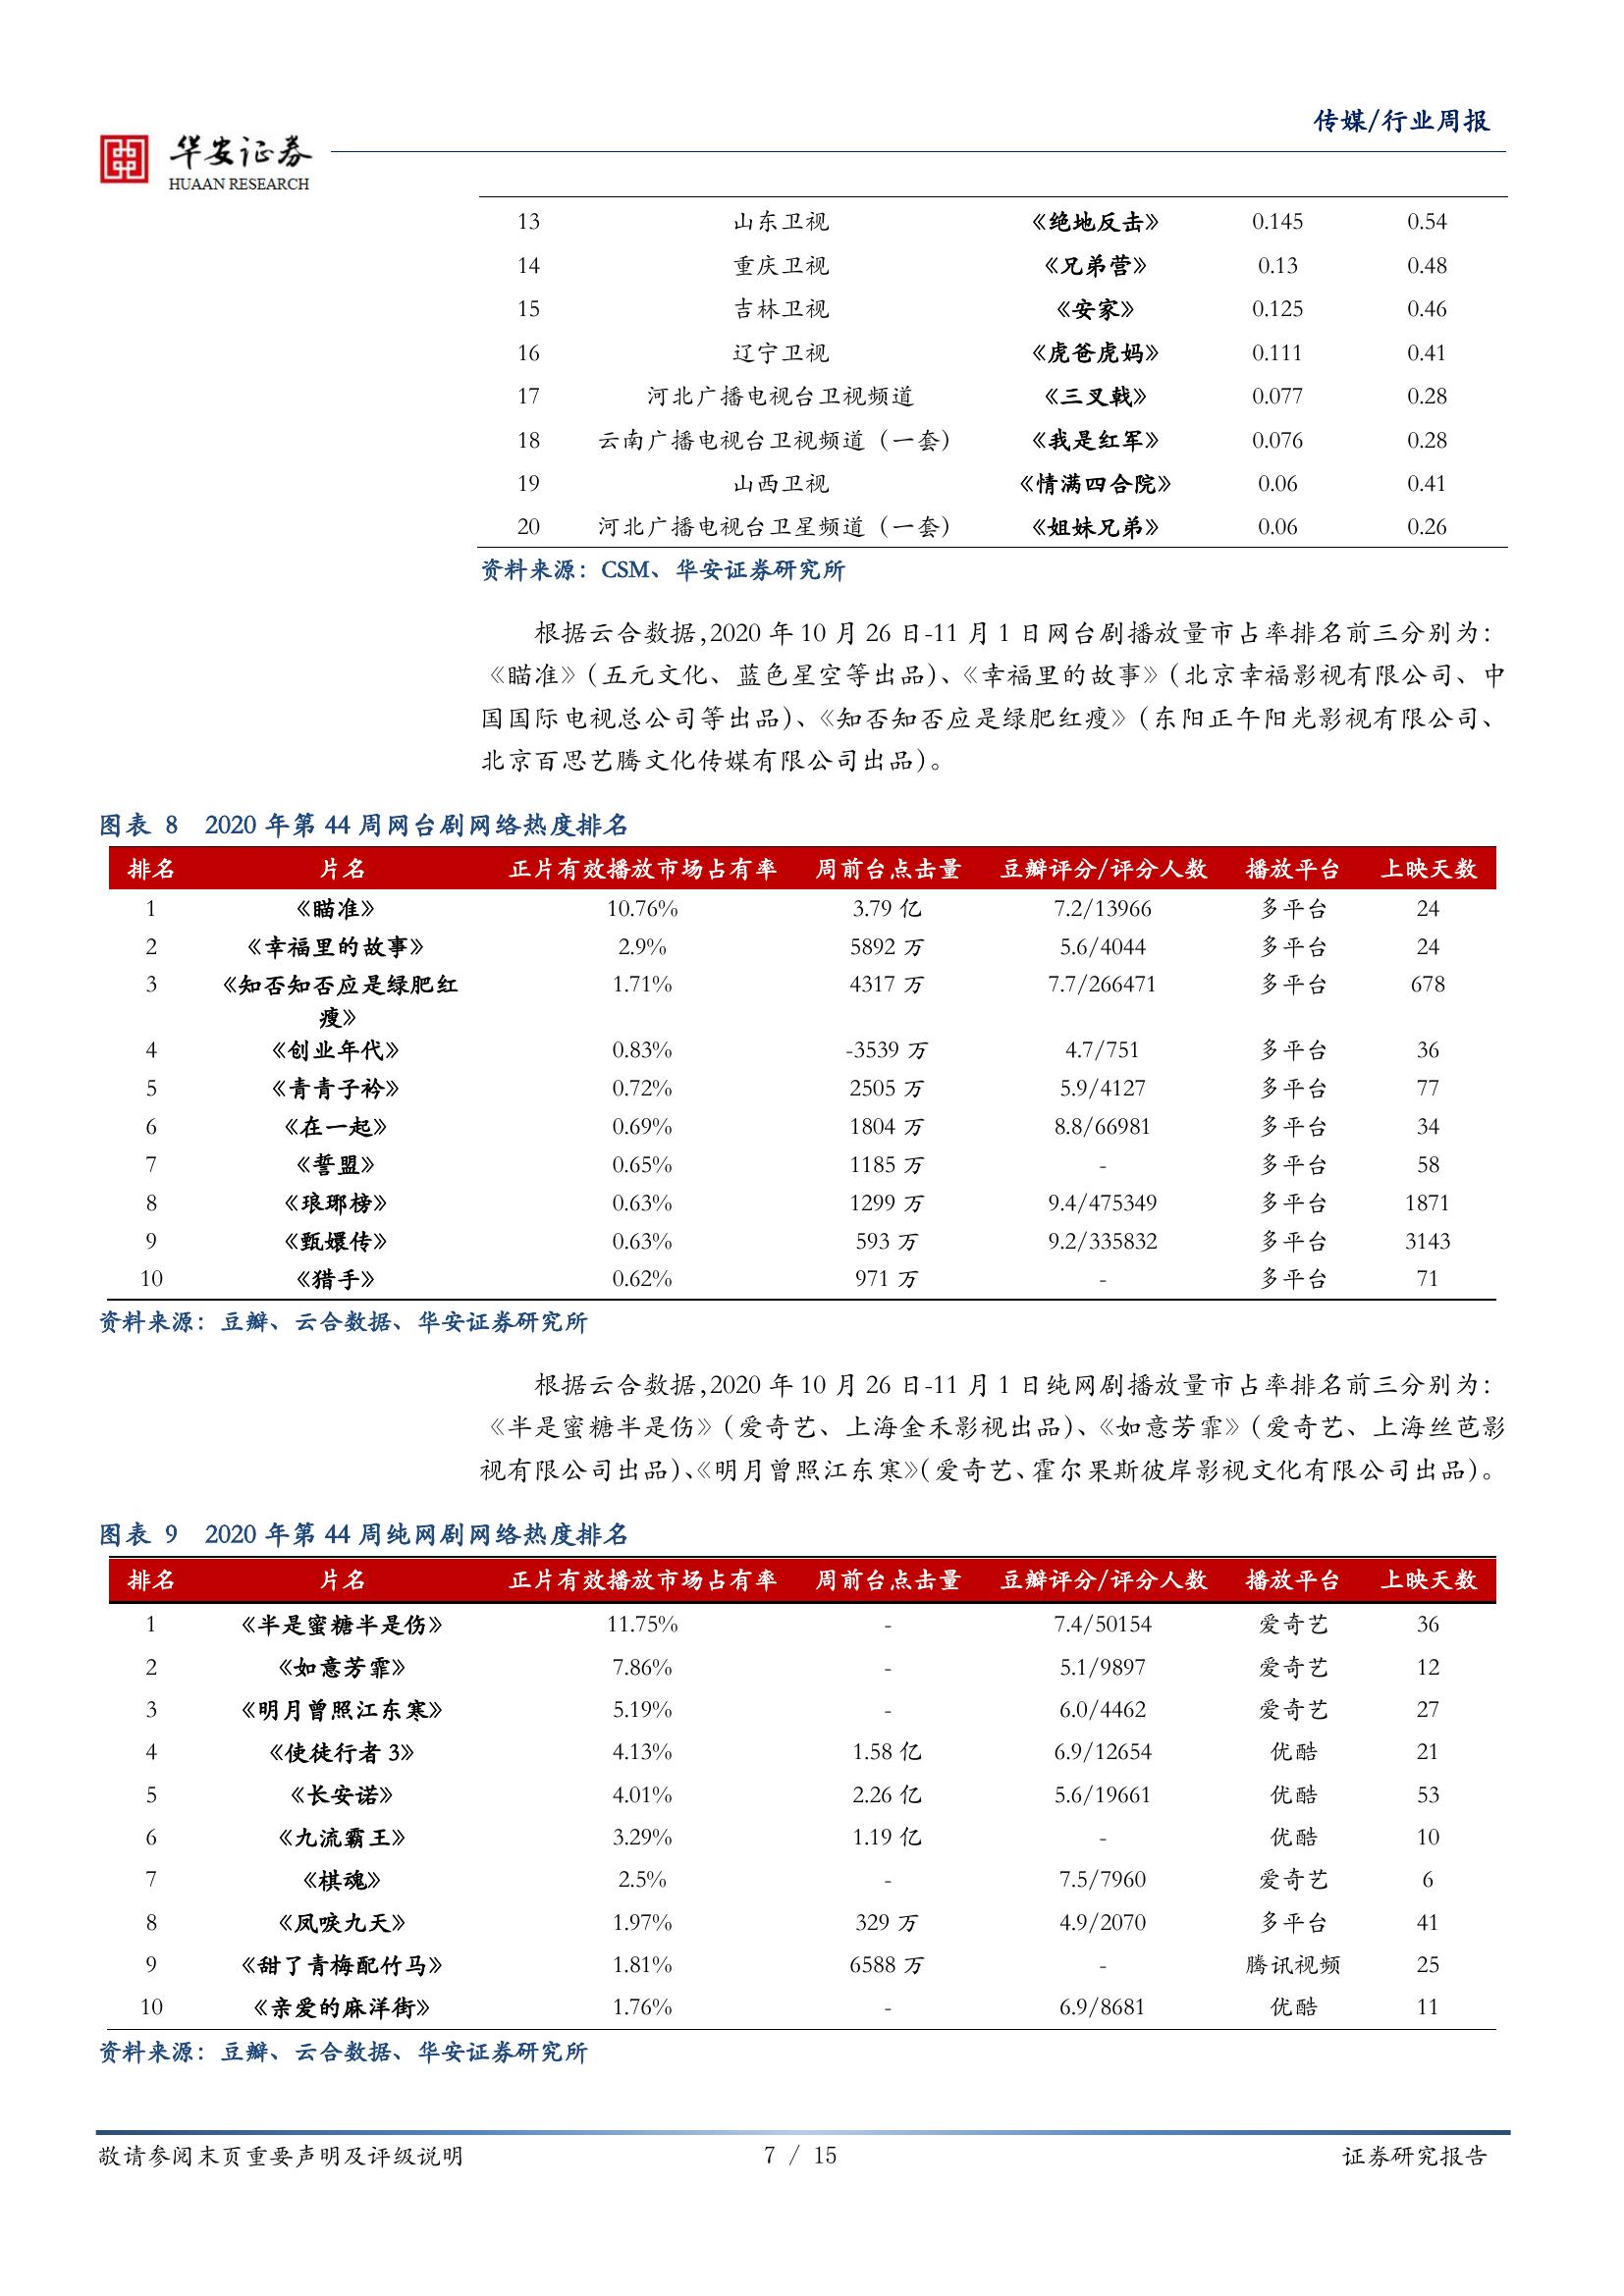 传媒/行业周报
华安证券
HUAAN RESEARCH
13 山东卫视 《绝地反击》 0.145 0.54
14 重庆卫视 《兄弟营》 0.13 0.48
15 吉林卫视 《安家》 0.125 0.46
16 辽宁卫视 《虎爸虎妈》 0.111 0.41
17 河北广播电视台卫视频道 《三叉戟》 0.077 0.28
18 云南广播电视台卫视频道（一套） 《我是红军》 0.076 0.28
19 山西卫视 《情满四合院》 0.06 0.41
20 河北广播电视台卫星频道（一套） 《姐妹兄弟》 0.06 0.26
资料来源：CSM、华安证券研究所
根据云合数据,2020 年 10 月 26 日-11 月 1 日网台剧播放量市占率排名前三分别为：
《瞄准》（五元文化、蓝色星空等出品）、《幸福里的故事》（北京幸福影视有限公司、中
国国际电视总公司等出品）、《知否知否应是绿肥红瘦》（东阳正午阳光影视有限公司、
北京百思艺腾文化传媒有限公司出品）。
图表 8 2020 年第 44 周网台剧网络热度排名
排名 片名 正片有效播放市场占有率 周前台点击量 豆瓣评分/评分人数 播放平台 上映天数
1 《瞄准》 10.76% 3.79 亿 7.2/13966 多平台 24
2 《幸福里的故事》 2.9% 5892 万 5.6/4044 多平台 24
3 《知否知否应是绿肥红 1.71% 4317 万 7.7/266471 多平台 678
瘦》
4 《创业年代》 0.83% -3539 万 4.7/751 多平台 36
5 《青青子衿》 0.72% 2505 万 5.9/4127 多平台 77
6 《在一起》 0.69% 1804 万 8.8/66981 多平台 34
7 《誓盟》 0.65% 1185 万 - 多平台 58
8 《琅琊榜》 0.63% 1299 万 9.4/475349 多平台 1871
9 《甄嬛传》 0.63% 593 万 9.2/335832 多平台 3143
10 《猎手》 0.62% 971 万 - 多平台 71
资料来源：豆瓣、云合数据、华安证券研究所
根据云合数据,2020 年 10 月 26 日-11 月 1 日纯网剧播放量市占率排名前三分别为：
《半是蜜糖半是伤》（爱奇艺、上海金禾影视出品）、《如意芳霏》（爱奇艺、上海丝芭影
视有限公司出品）、《明月曾照江东寒》（爱奇艺、霍尔果斯彼岸影视文化有限公司出品）。
图表 9 2020 年第 44 周纯网剧网络热度排名
排名 片名 正片有效播放市场占有率 周前台点击量 豆瓣评分/评分人数 播放平台 上映天数
1 《半是蜜糖半是伤》 11.75% - 7.4/50154 爱奇艺 36
2 《如意芳霏》 7.86% - 5.1/9897 爱奇艺 12
3 《明月曾照江东寒》 5.19% - 6.0/4462 爱奇艺 27
4 《使徒行者 3》 4.13% 1.58 亿 6.9/12654 优酷 21
5 《长安诺》 4.01% 2.26 亿 5.6/19661 优酷 53
6 《九流霸王》 3.29% 1.19 亿 - 优酷 10
7 《棋魂》 2.5% - 7.5/7960 爱奇艺 6
8 《凤唳九天》 1.97% 329 万 4.9/2070 多平台 41
9 《甜了青梅配竹马》 1.81% 6588 万 - 腾讯视频 25
10 《亲爱的麻洋街》 1.76% - 6.9/8681 优酷 11
资料来源：豆瓣、云合数据、华安证券研究所
敬请参阅末页重要声明及评级说明 7 / 15 证券研究报告